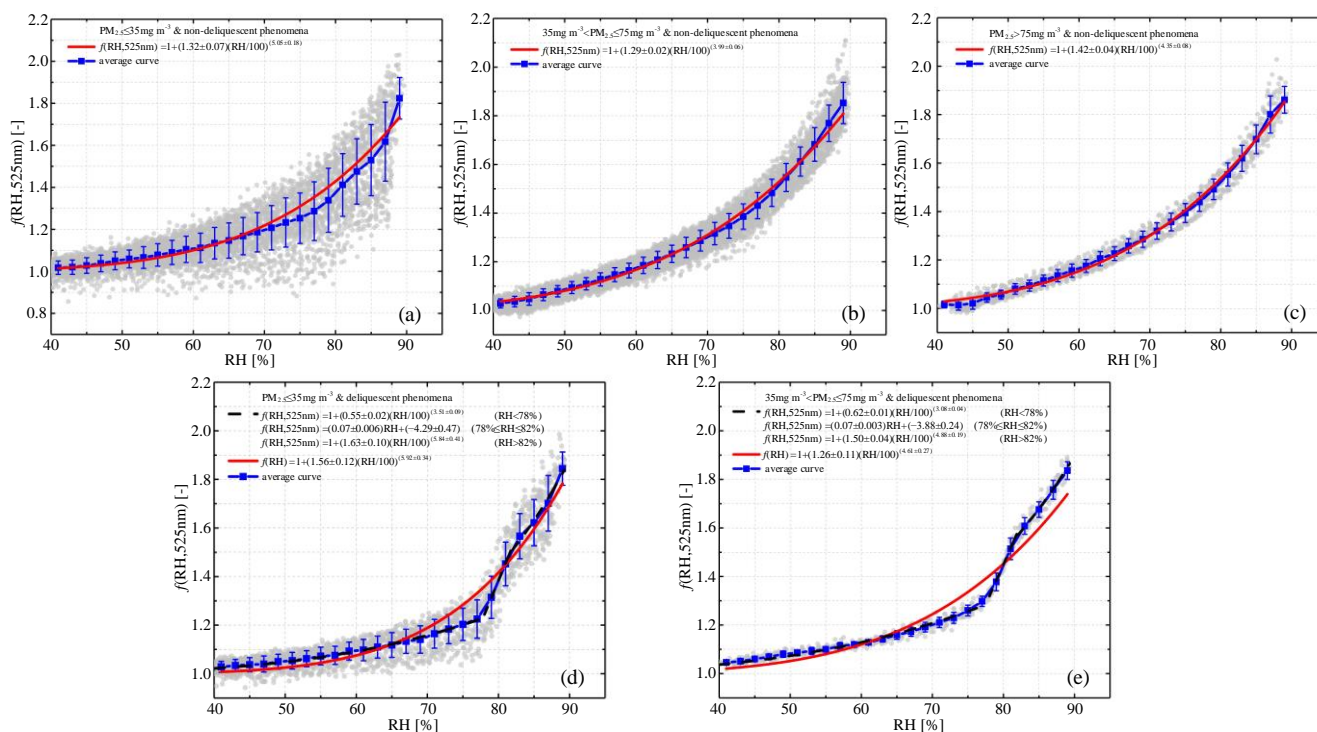 PM2.5≤35mg m⁻³ & non-deliquescent phenomena
f(RH,525nm) =1+(1.32±0.07)(RH/100)^(5.05±0.18)
average curve
f(RH,525nm) [-]
2.2
2.0
1.8
1.6
1.4
1.2
1.0
0.8
40 50 60 70 80 90
RH [%]
(a)
35mg m⁻³<PM2.5≤75mg m⁻³ & non-deliquescent phenomena
f(RH,525nm) =1+(1.29±0.02)(RH/100)^(3.99±0.06)
average curve
f(RH,525nm) [-]
2.2
2.0
1.8
1.6
1.4
1.2
1.0
40 50 60 70 80 90
RH [%]
(b)
PM2.5>75mg m⁻³ & non-deliquescent phenomena
f(RH,525nm) =1+(1.42±0.04)(RH/100)^(4.35±0.08)
average curve
f(RH,525nm) [-]
2.2
2.0
1.8
1.6
1.4
1.2
1.0
40 50 60 70 80 90
RH [%]
(c)
PM2.5≤35mg m⁻³ & deliquescent phenomena
f(RH,525nm) =1+(0.55±0.02)(RH/100)^(3.51±0.09) (RH<78%)
f(RH,525nm) =(0.07±0.006)RH+(−4.29±0.47) (78%≤RH≤82%)
f(RH,525nm) =1+(1.63±0.10)(RH/100)^(5.84±0.41) (RH>82%)
f(RH) =1+(1.56±0.12)(RH/100)^(5.92±0.34)
average curve
f(RH,525nm) [-]
2.2
2.0
1.8
1.6
1.4
1.2
1.0
40 50 60 70 80 90
RH [%]
(d)
35mg m⁻³<PM2.5≤75mg m⁻³ & deliquescent phenomena
f(RH,525nm) =1+(0.62±0.01)(RH/100)^(3.08±0.04) (RH<78%)
f(RH,525nm) =(0.07±0.003)RH+(−3.88±0.24) (78%≤RH≤82%)
f(RH,525nm) =1+(1.50±0.04)(RH/100)^(4.88±0.19) (RH>82%)
f(RH) =1+(1.26±0.11)(RH/100)^(4.61±0.27)
average curve
f(RH,525nm) [-]
2.2
2.0
1.8
1.6
1.4
1.2
1.0
40 50 60 70 80 90
RH [%]
(e)